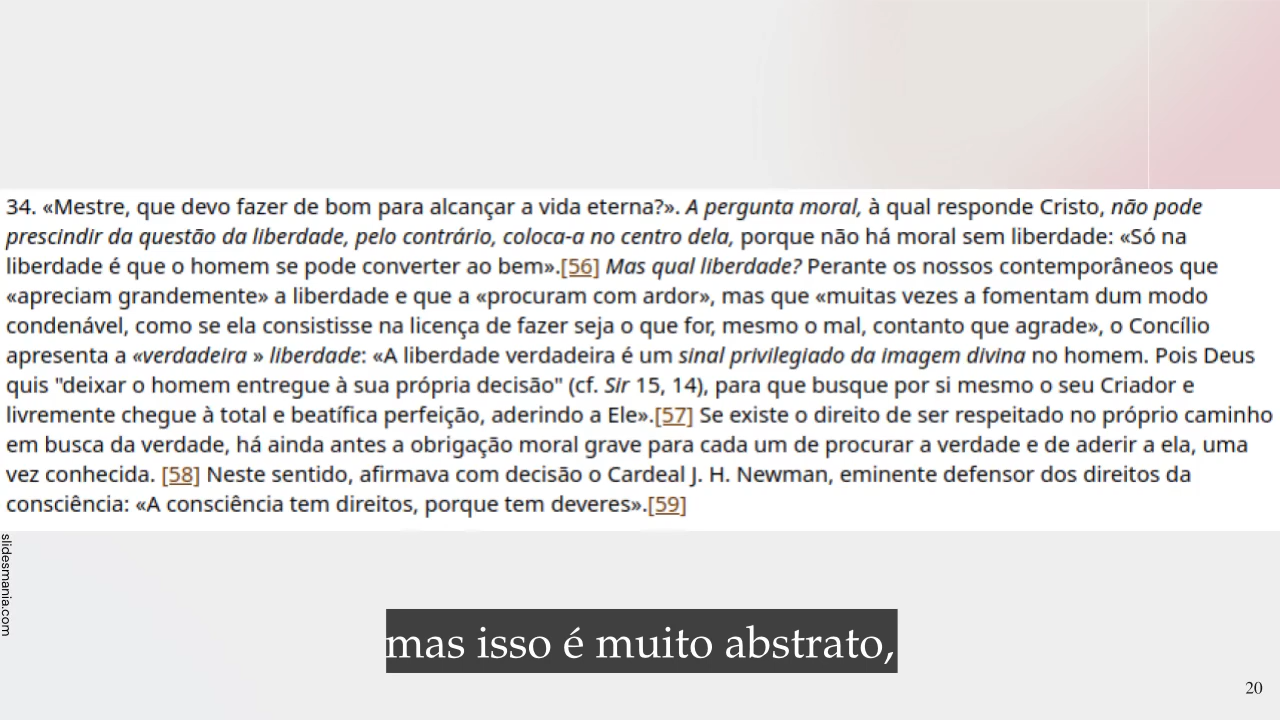 34. «Mestre, que devo fazer de bom para alcançar a vida eterna?». A pergunta moral, à qual responde Cristo, não pode
prescindir da questão da liberdade, pelo contrário, coloca-a no centro dela, porque não há moral sem liberdade: «Só na
liberdade é que o homem se pode converter ao bem».[56] Mas qual liberdade? Perante os nossos contemporâneos que
«apreciam grandemente» a liberdade e que a «procuram com ardor», mas que «muitas vezes a fomentam dum modo
condenável, como se ela consistisse na licença de fazer seja o que for, mesmo o mal, contanto que agrade», o Concílio
apresenta a «verdadeira » liberdade: «A liberdade verdadeira é um sinal privilegiado da imagem divina no homem. Pois Deus
quis "deixar o homem entregue à sua própria decisão" (cf. Sir 15, 14), para que busque por si mesmo o seu Criador e
livremente chegue à total e beatífica perfeição, aderindo a Ele».[57] Se existe o direito de ser respeitado no próprio caminho
em busca da verdade, há ainda antes a obrigação moral grave para cada um de procurar a verdade e de aderir a ela, uma
vez conhecida. [58] Neste sentido, afirmava com decisão o Cardeal J. H. Newman, eminente defensor dos direitos da
consciência: «A consciência tem direitos, porque tem deveres».[59]
slidesmania.com
mas isso é muito abstrato,
20